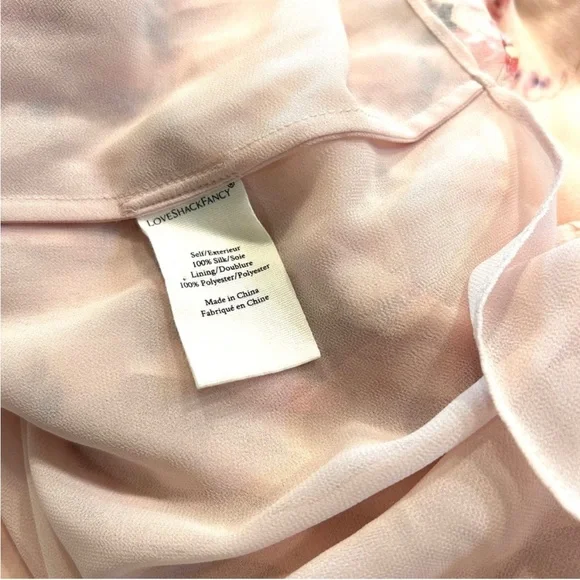 LOVESHACKFANCY
Self/Exterieur
100% Silk/Soie
Lining/Doublure
100% Polyester/Polyester
Made in China
Fabriqué en Chine